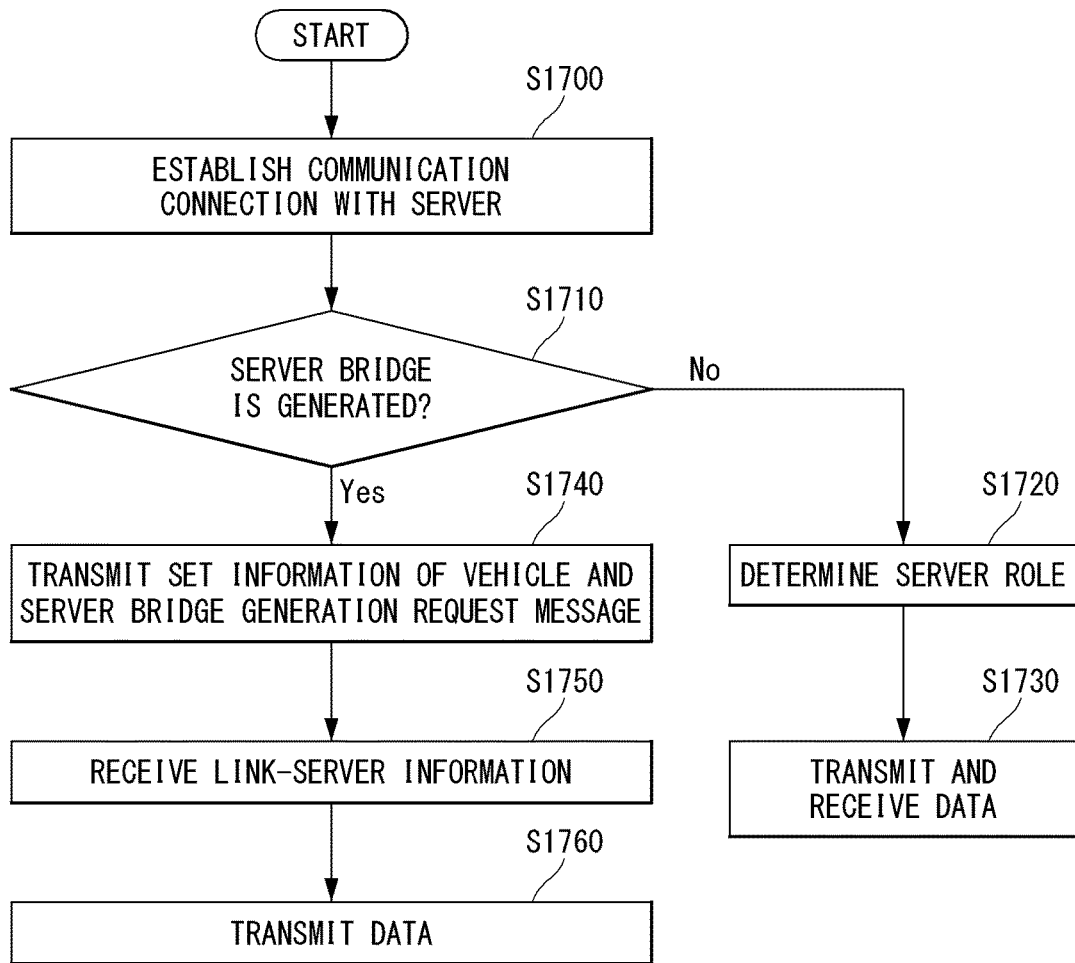 START
S1700
ESTABLISH COMMUNICATION
CONNECTION WITH SERVER
S1710
SERVER BRIDGE
IS GENERATED?
No
Yes
S1740
TRANSMIT SET INFORMATION OF VEHICLE AND
SERVER BRIDGE GENERATION REQUEST MESSAGE
S1720
DETERMINE SERVER ROLE
S1750
RECEIVE LINK-SERVER INFORMATION
S1730
TRANSMIT AND
RECEIVE DATA
S1760
TRANSMIT DATA